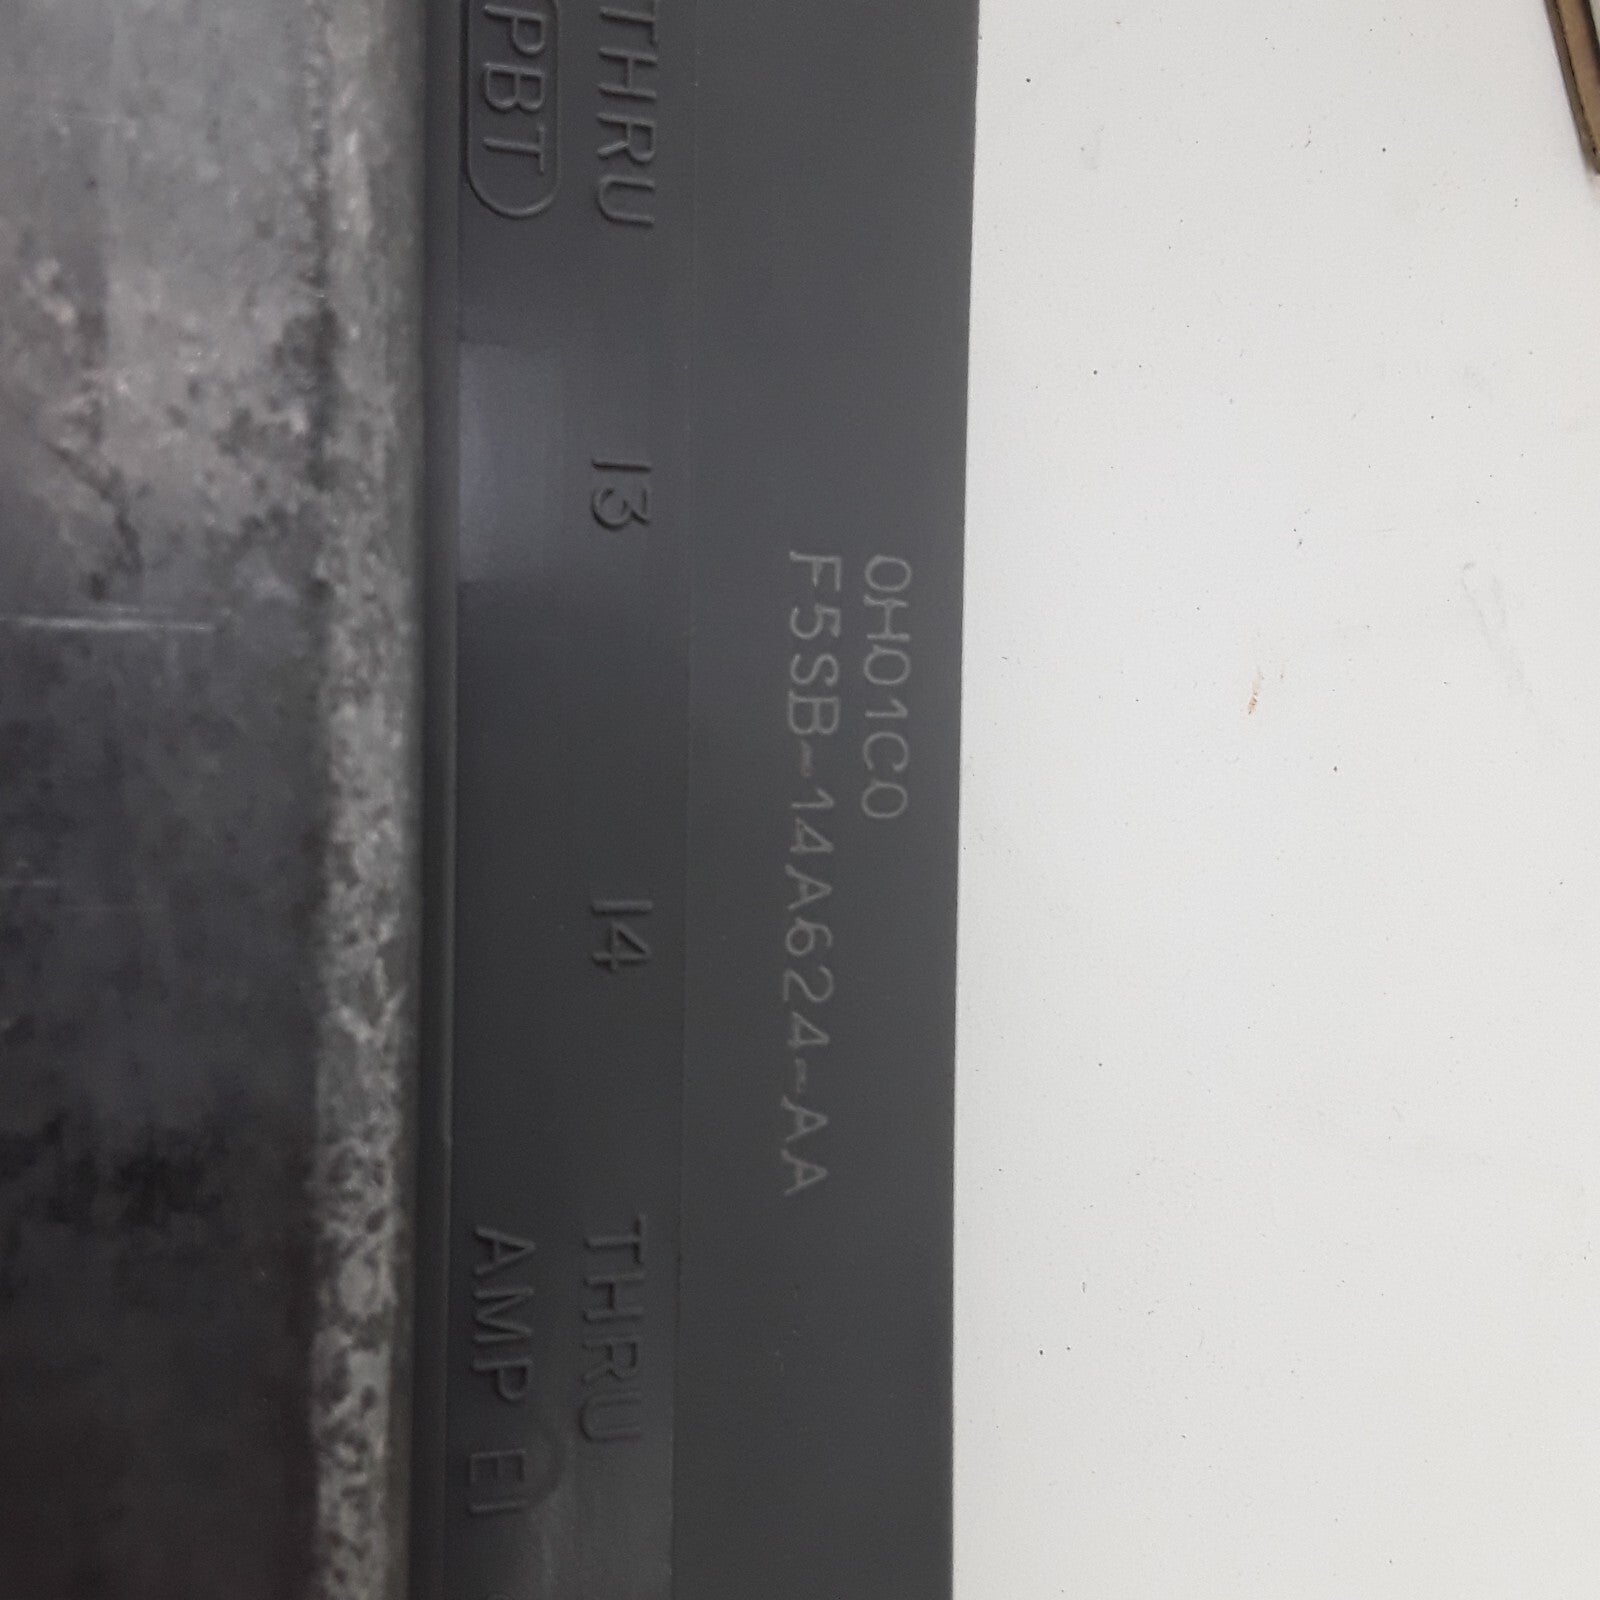 0H01C0
F5SB-14A624-AA
THRU 13 14 THRU
PBT AMP